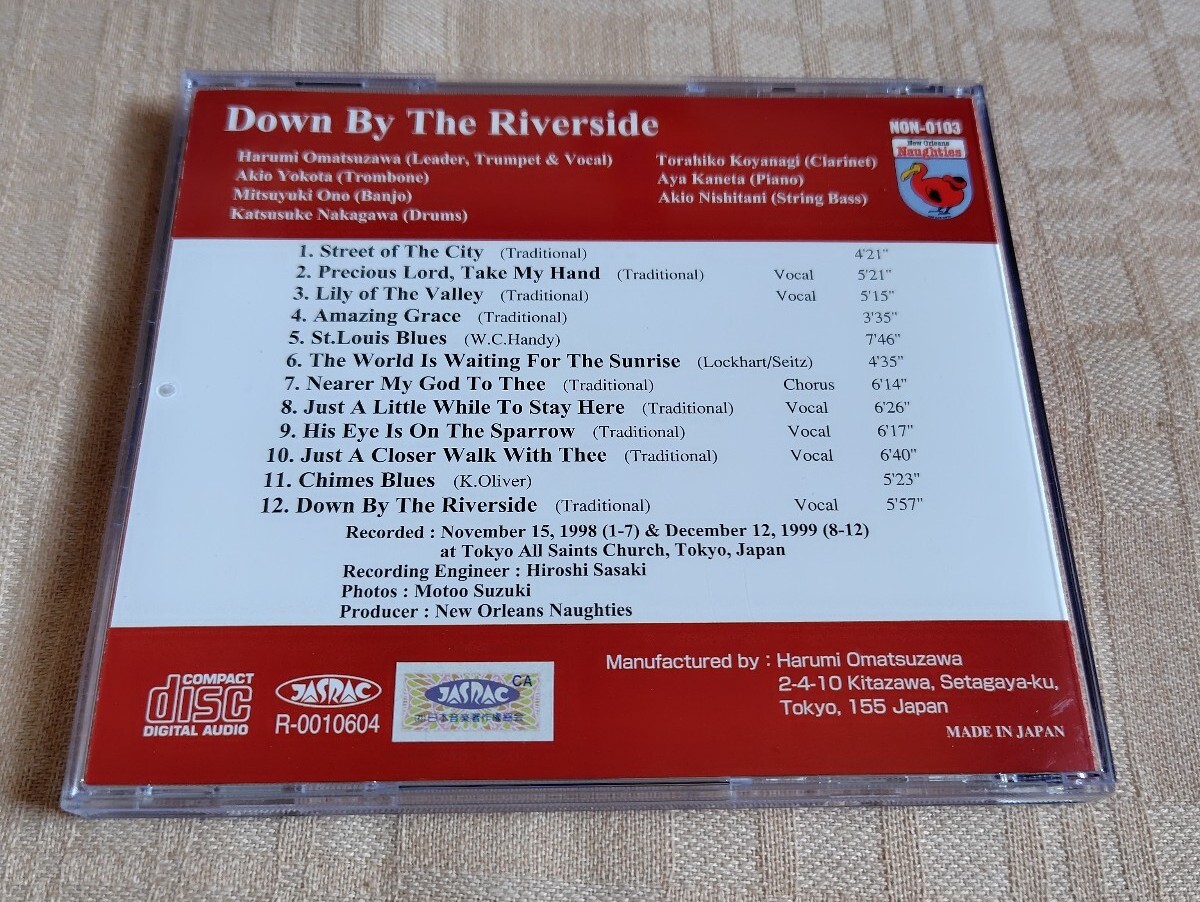 Down By The Riverside
NON-0103
New Orleans
Naughties
Harumi Omatsuzawa (Leader, Trumpet & Vocal)
Akio Yokota (Trombone)
Mitsuyuki Ono (Banjo)
Katsusuke Nakagawa (Drums)
Torahiko Koyanagi (Clarinet)
Aya Kaneta (Piano)
Akio Nishitani (String Bass)
1. Street of The City (Traditional) 4'21"
2. Precious Lord, Take My Hand (Traditional) Vocal 5'21"
3. Lily of The Valley (Traditional) Vocal 5'15"
4. Amazing Grace (Traditional) 3'35"
5. St.Louis Blues (W.C.Handy) 7'46"
6. The World Is Waiting For The Sunrise (Lockhart/Seitz) 4'35"
7. Nearer My God To Thee (Traditional) Chorus 6'14"
8. Just A Little While To Stay Here (Traditional) Vocal 6'26"
9. His Eye Is On The Sparrow (Traditional) Vocal 6'17"
10. Just A Closer Walk With Thee (Traditional) Vocal 6'40"
11. Chimes Blues (K.Oliver) 5'23"
12. Down By The Riverside (Traditional) Vocal 5'57"
Recorded : November 15, 1998 (1-7) & December 12, 1999 (8-12)
at Tokyo All Saints Church, Tokyo, Japan
Recording Engineer : Hiroshi Sasaki
Photos : Motoo Suzuki
Producer : New Orleans Naughties
COMPACT
disc
DIGITAL AUDIO
JASRAC
R-0010604
CA
JASRAC
日本音楽著作権協会
Manufactured by : Harumi Omatsuzawa
2-4-10 Kitazawa, Setagaya-ku,
Tokyo, 155 Japan
MADE IN JAPAN